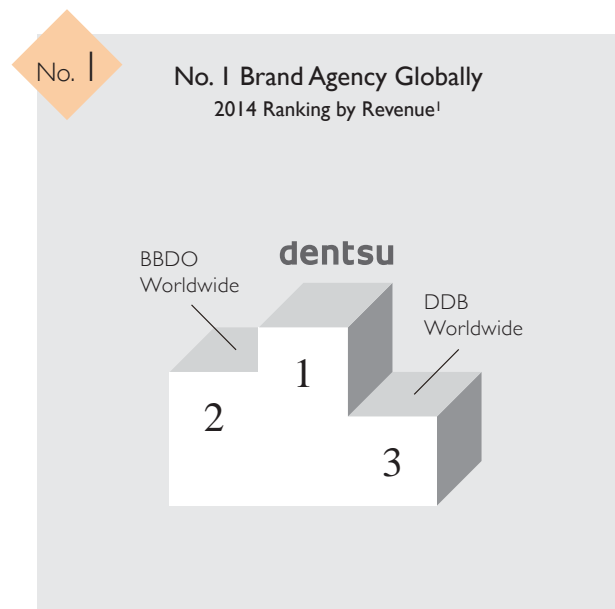 No. 1
No. 1 Brand Agency Globally
2014 Ranking by Revenue¹
dentsu
BBDO
Worldwide
DDB
Worldwide
1
2
3